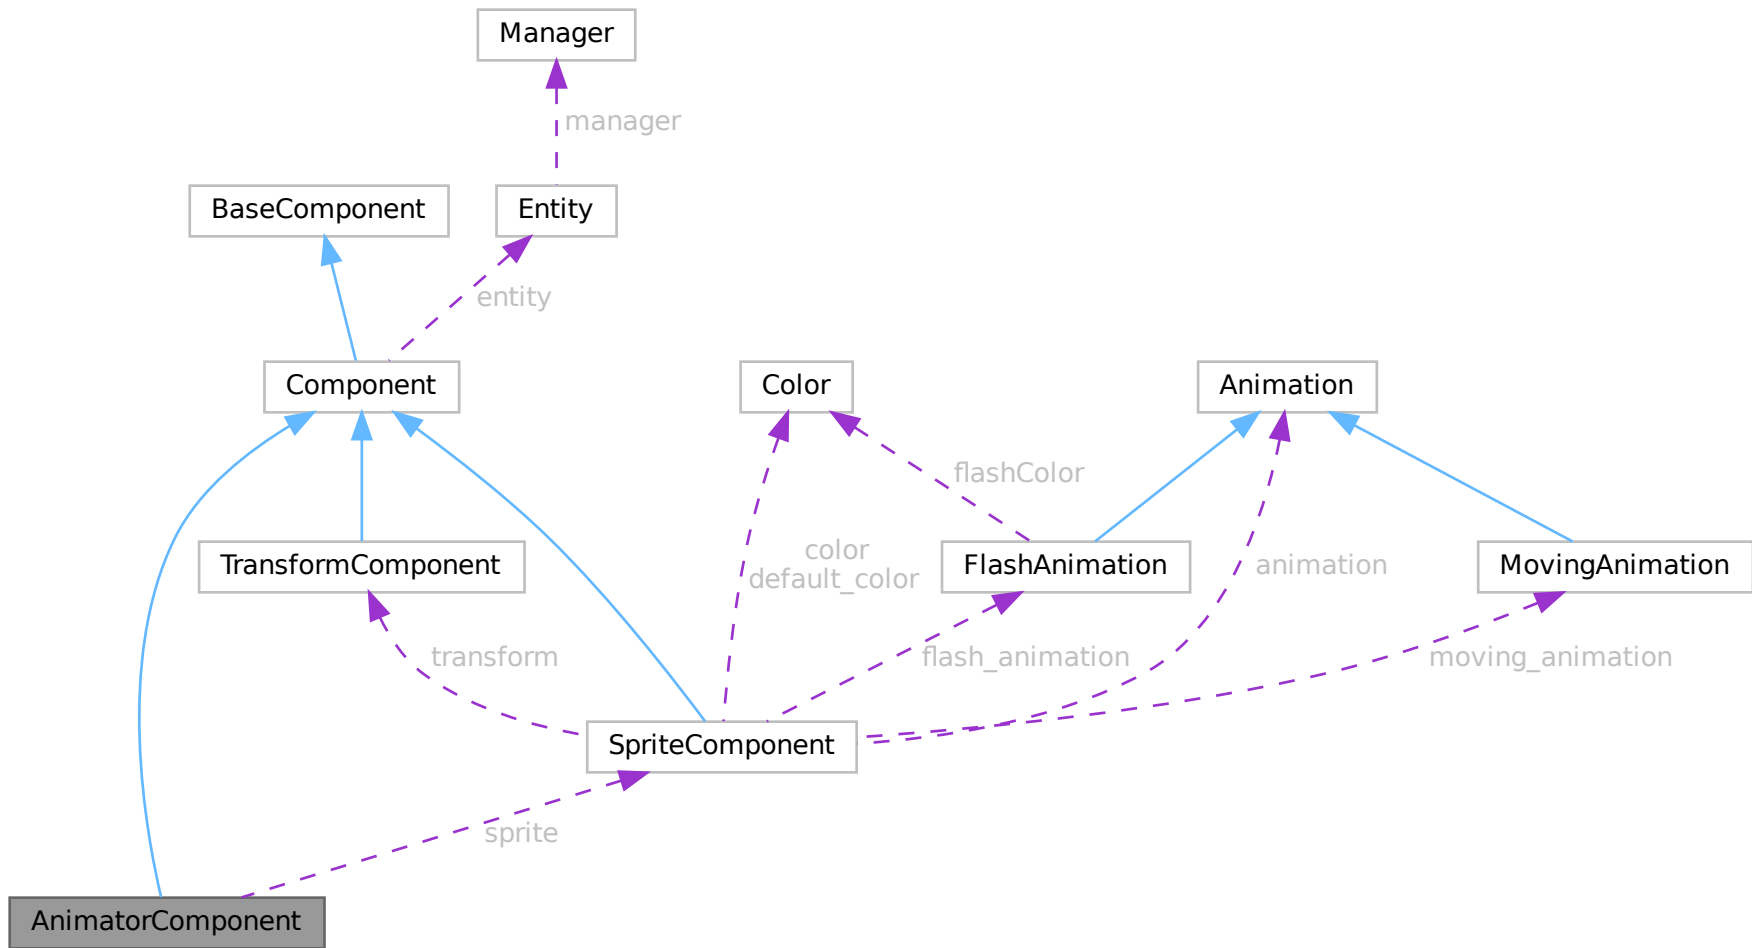 Manager
manager
BaseComponent
Entity
entity
Component
Color
Animation
flashColor
TransformComponent
color
default_color
FlashAnimation
animation
MovingAnimation
transform
flash_animation
moving_animation
SpriteComponent
sprite
AnimatorComponent